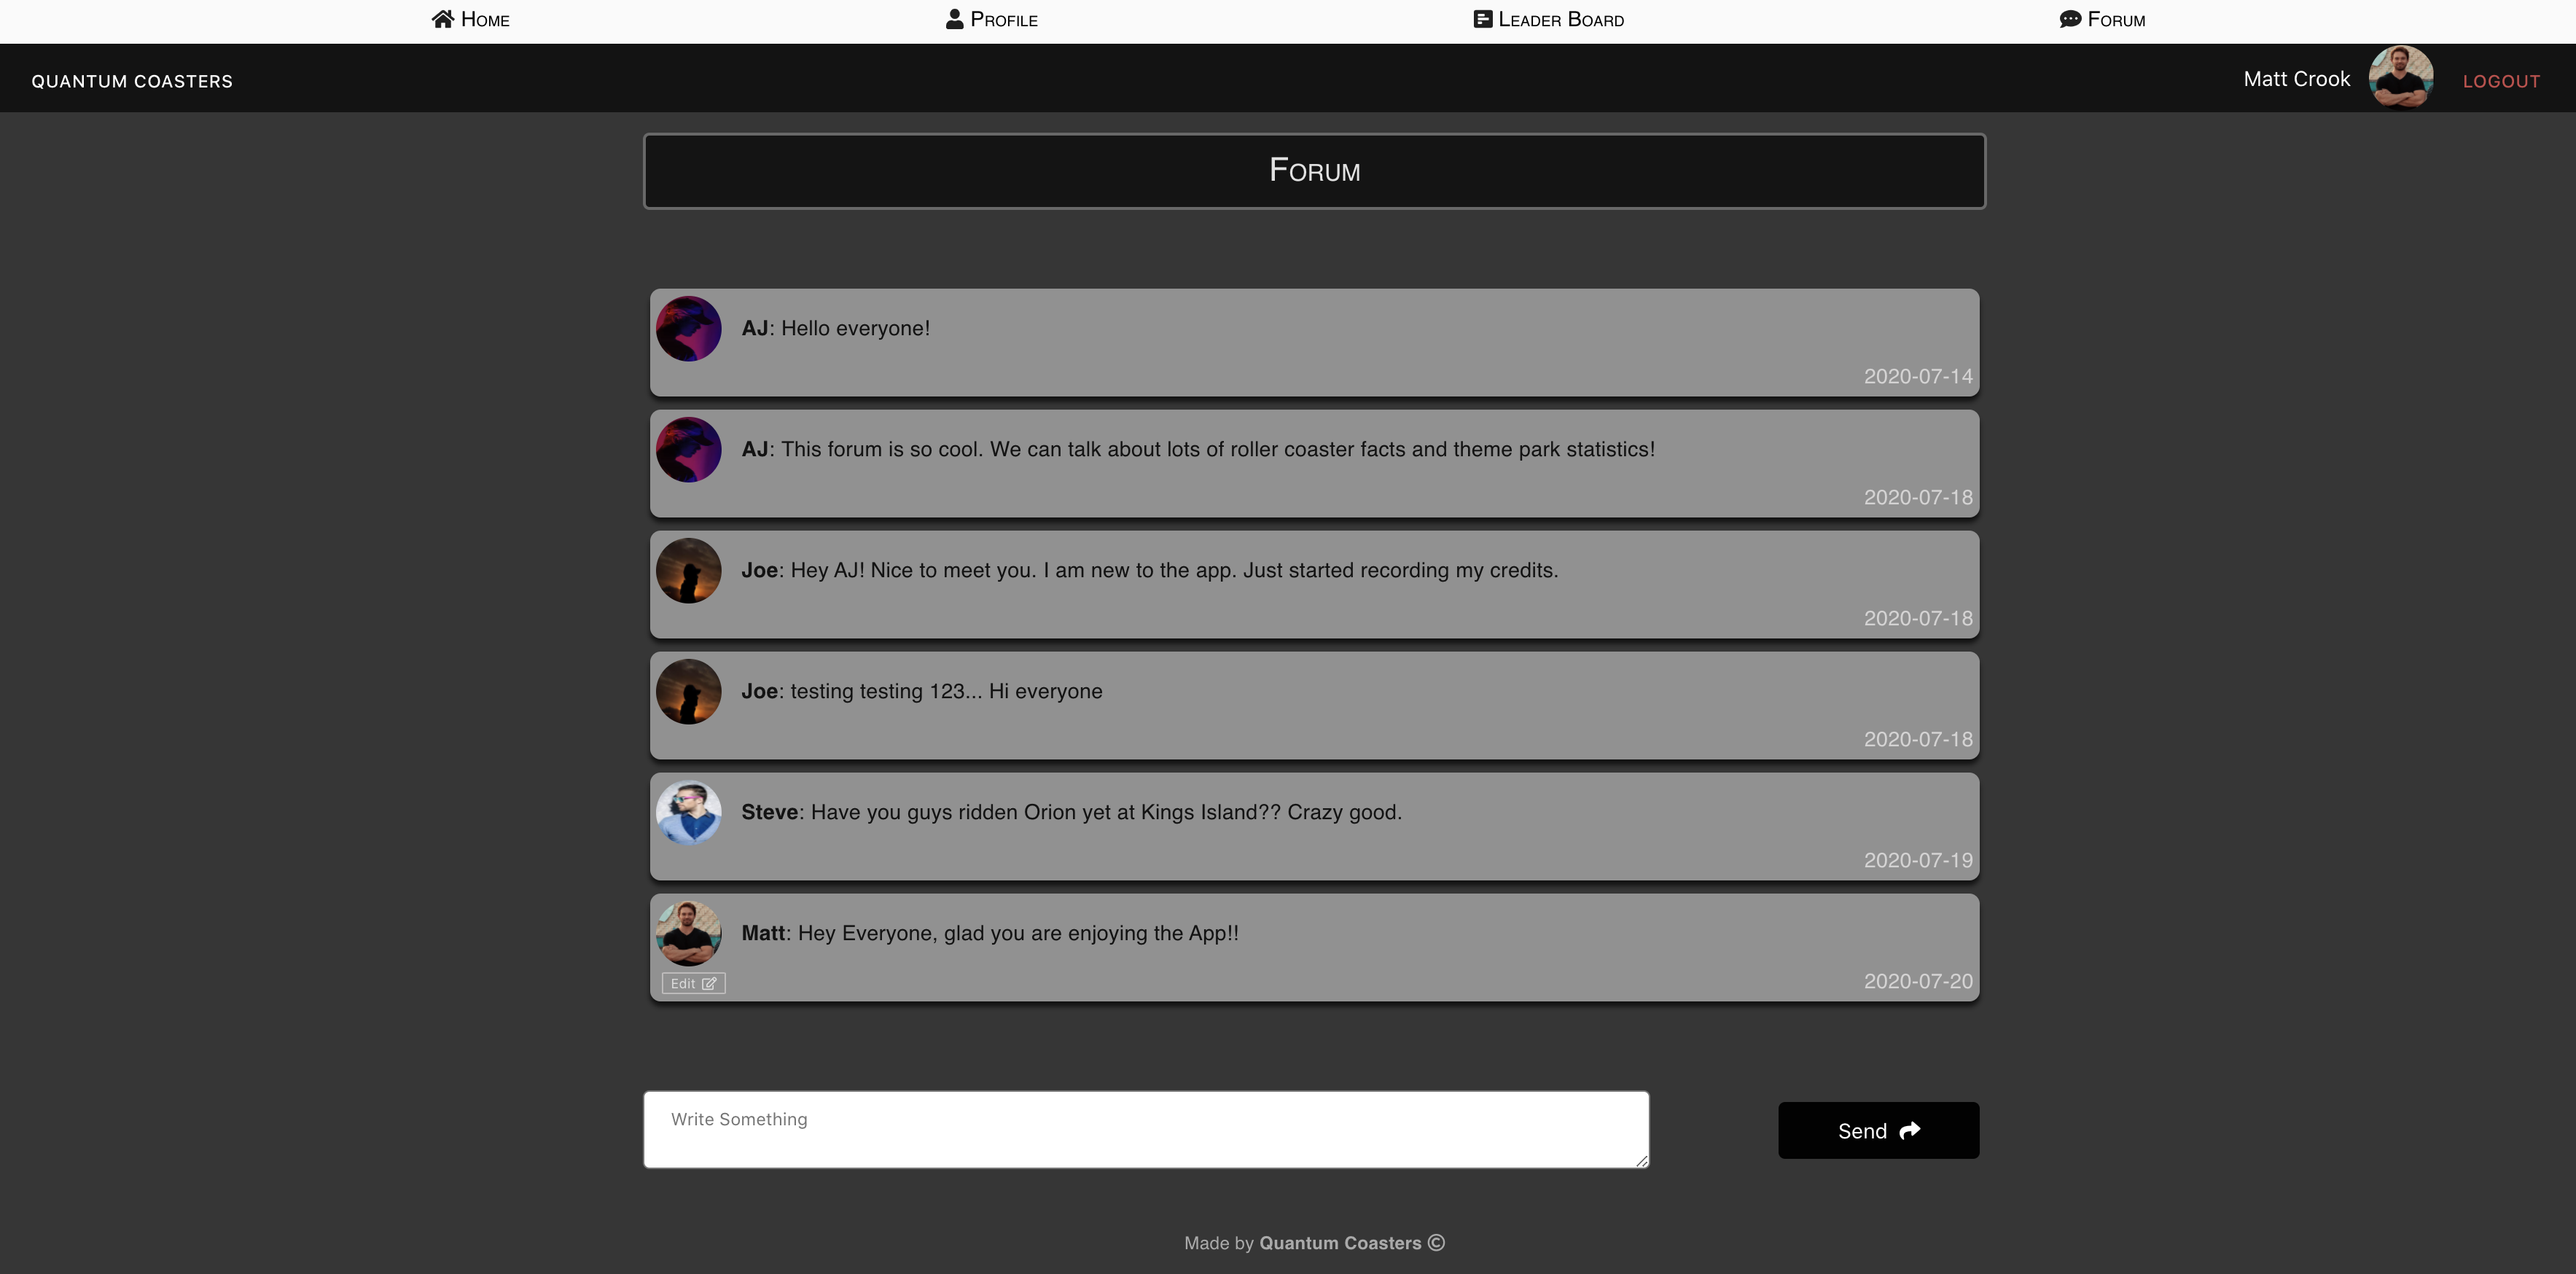 Home
Profile
Leader Board
Forum
QUANTUM COASTERS
Matt Crook
LOGOUT
Forum
AJ: Hello everyone!
2020-07-14
AJ: This forum is so cool. We can talk about lots of roller coaster facts and theme park statistics!
2020-07-18
Joe: Hey AJ! Nice to meet you. I am new to the app. Just started recording my credits.
2020-07-18
Joe: testing testing 123... Hi everyone
2020-07-18
Steve: Have you guys ridden Orion yet at Kings Island?? Crazy good.
2020-07-19
Matt: Hey Everyone, glad you are enjoying the App!!
Edit
2020-07-20
Write Something
Send
Made by Quantum Coasters ©